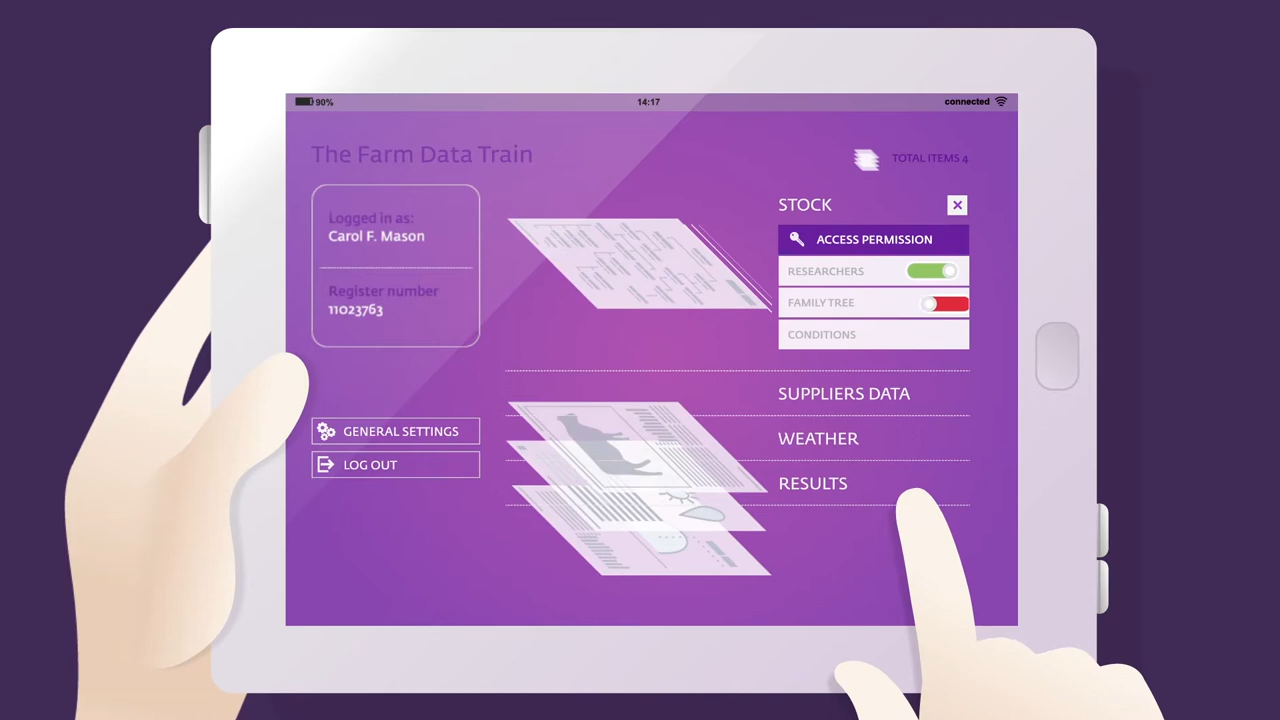 90%
14:17
connected
The Farm Data Train
TOTAL ITEMS 4
Logged in as:
Carol F. Mason
Register number
11023763
GENERAL SETTINGS
LOG OUT
STOCK
ACCESS PERMISSION
RESEARCHERS
FAMILY TREE
CONDITIONS
SUPPLIERS DATA
WEATHER
RESULTS